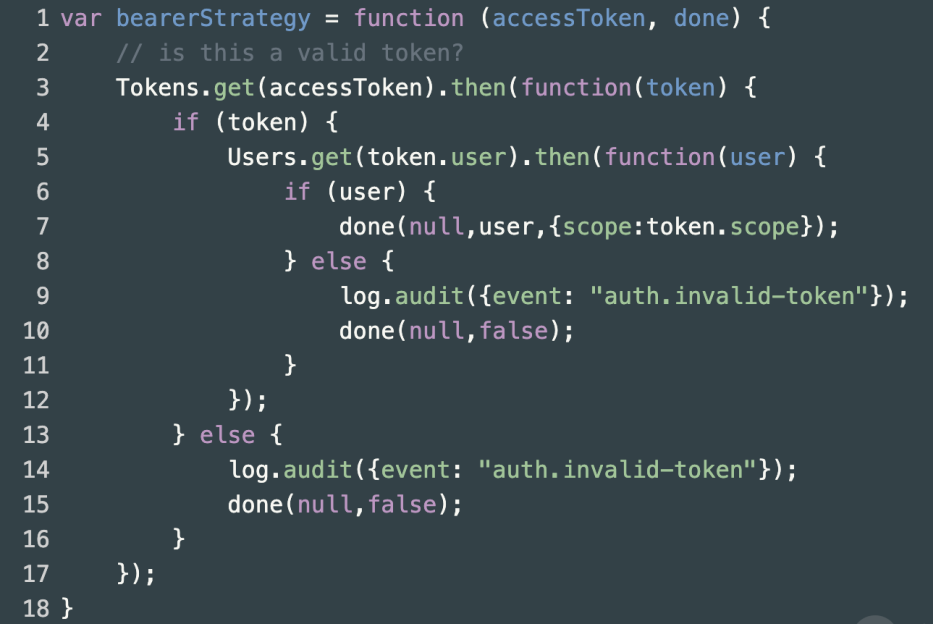 1 var bearerStrategy = function (accessToken, done) {
2     // is this a valid token?
3     Tokens.get(accessToken).then(function(token) {
4         if (token) {
5             Users.get(token.user).then(function(user) {
6                 if (user) {
7                     done(null,user,{scope:token.scope});
8                 } else {
9                     log.audit({event: "auth.invalid-token"});
10                     done(null,false);
11                 }
12             });
13         } else {
14             log.audit({event: "auth.invalid-token"});
15             done(null,false);
16         }
17     });
18 }